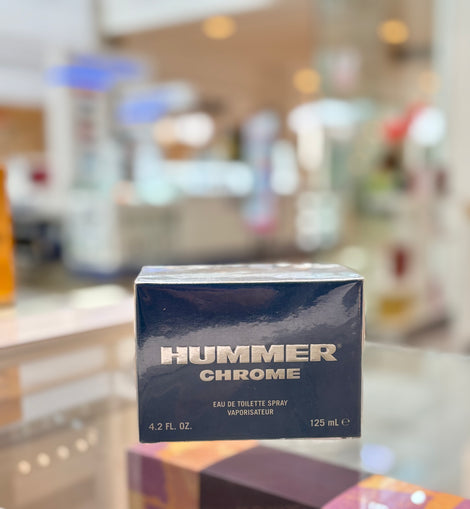 HUMMER®
CHROME
EAU DE TOILETTE SPRAY
VAPORISATEUR
4.2 FL. OZ.
125 mL ℮